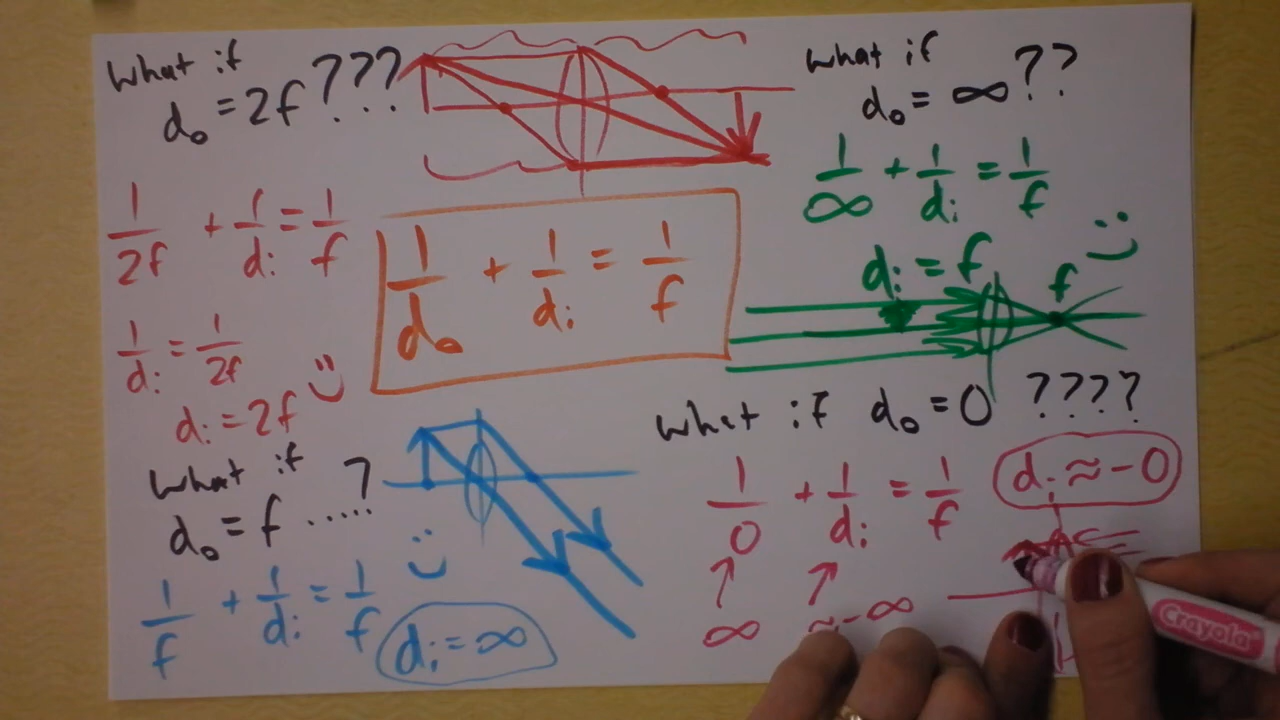 What if
d₀ = 2f ???
1/2f + 1/dᵢ = 1/f
1/dᵢ = 1/2f
dᵢ = 2f
1/d₀ + 1/dᵢ = 1/f
What if
d₀ = ∞ ??
1/∞ + 1/dᵢ = 1/f
dᵢ = f
f
What if
d₀ = f ..... ?
1/f + 1/dᵢ = 1/f
dᵢ = ∞
What if d₀ = 0 ????
1/0 + 1/dᵢ = 1/f
dᵢ ≈ -0
∞ ≈ -∞
Crayola